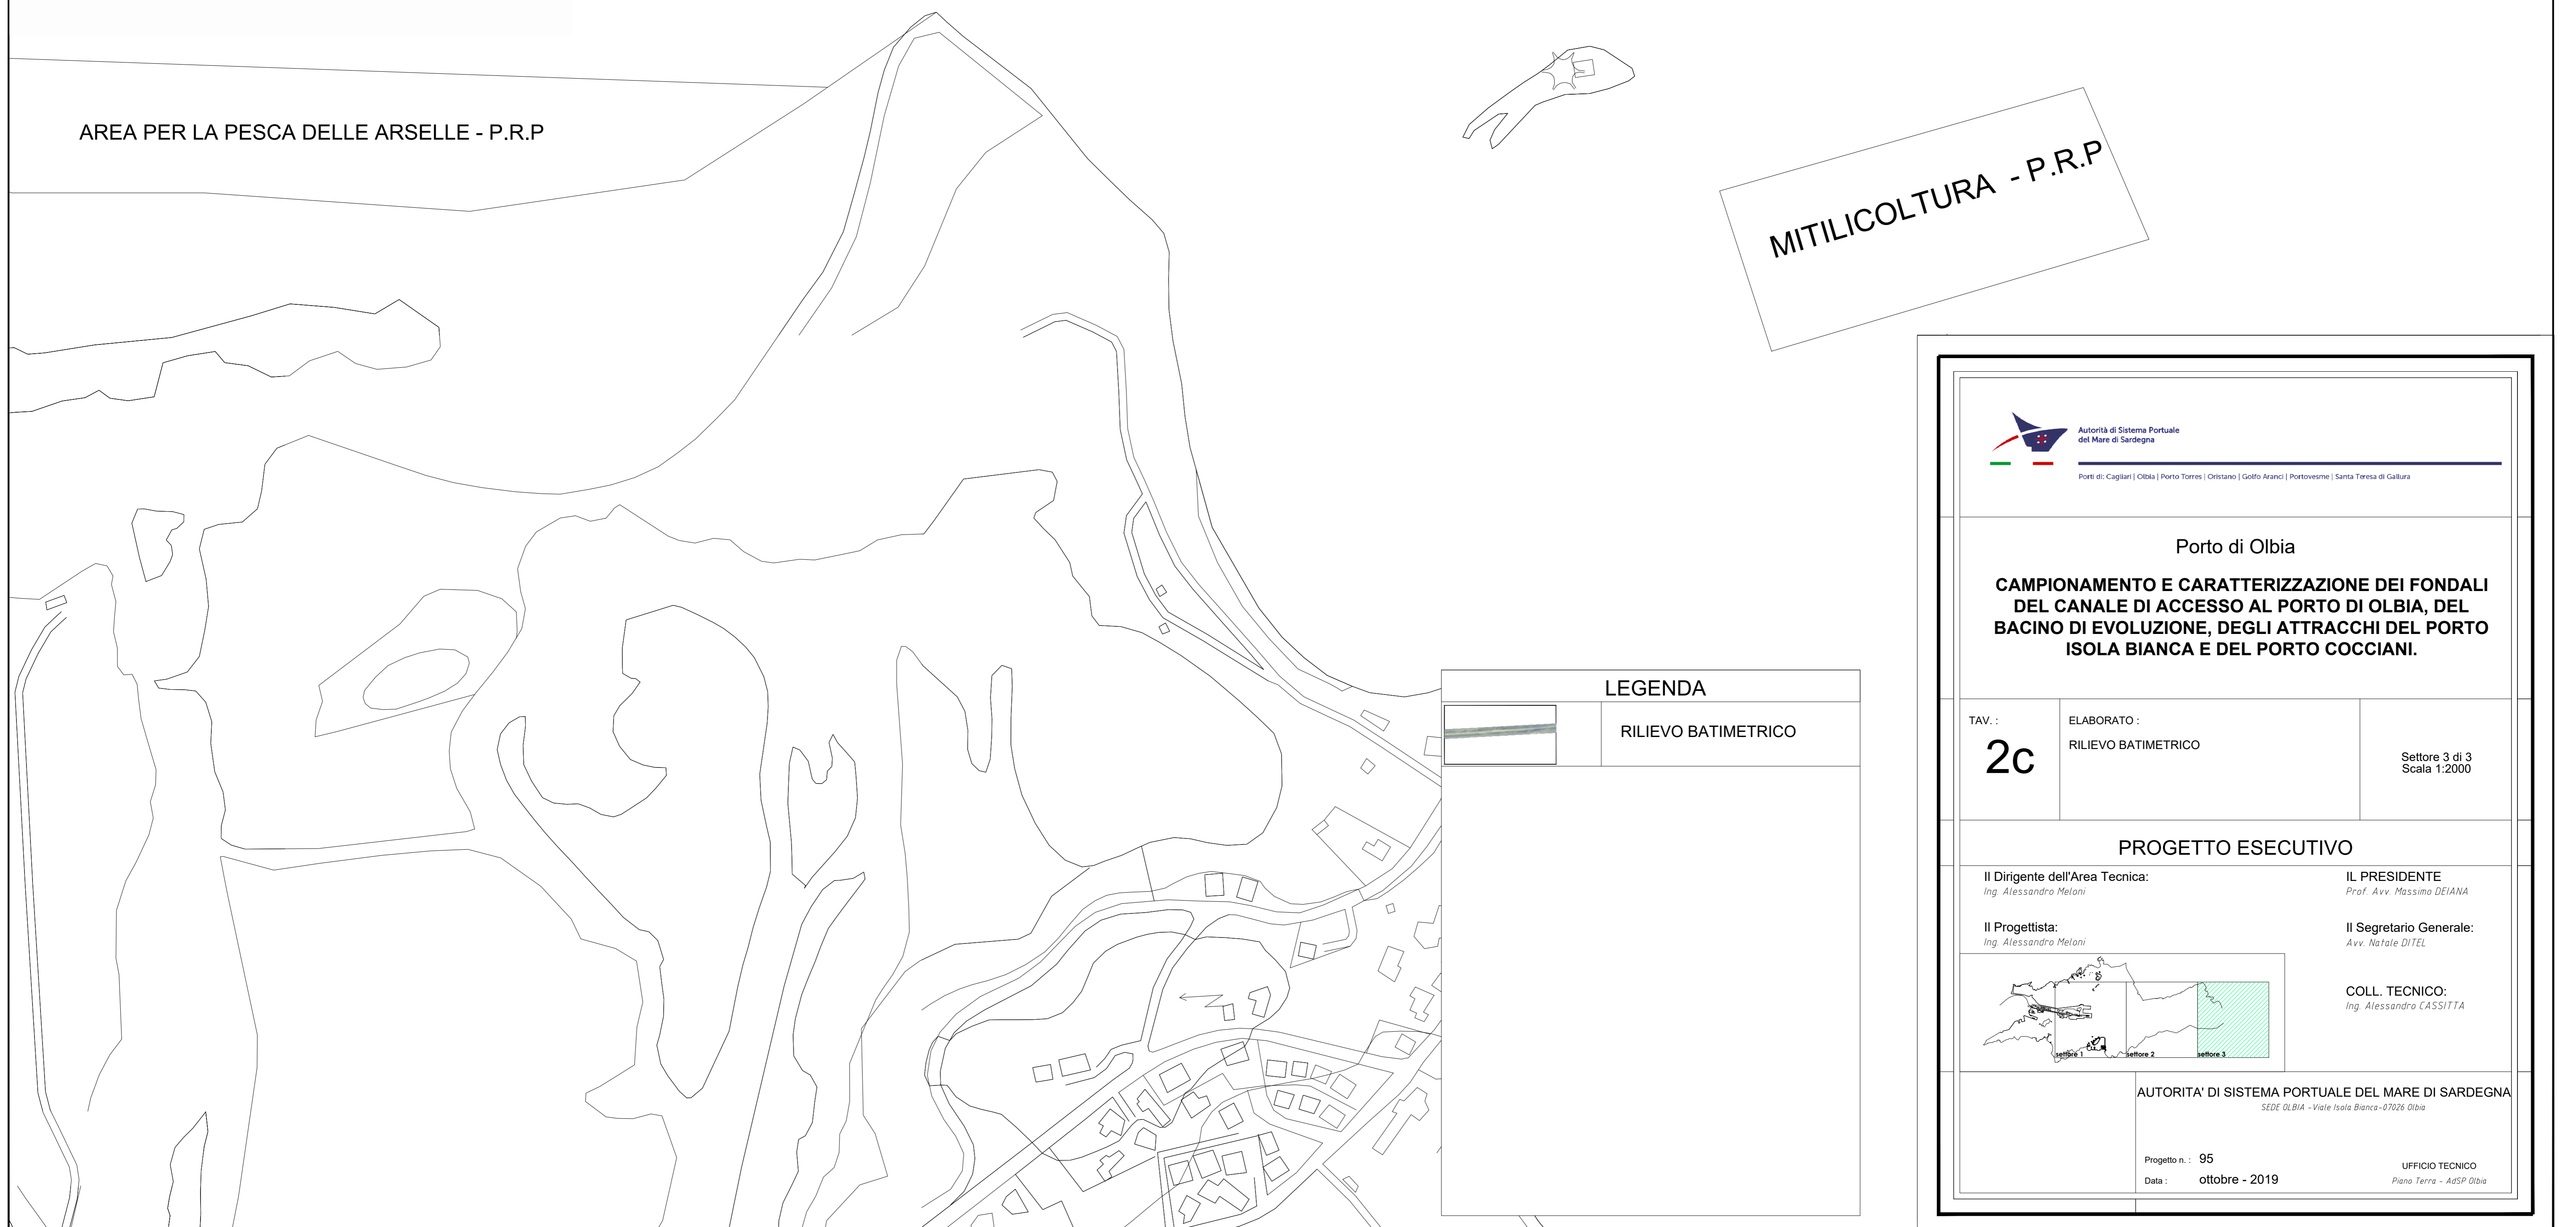 AREA PER LA PESCA DELLE ARSELLE - P.R.P
MITILICOLTURA - P.R.P
LEGENDA
RILIEVO BATIMETRICO
Autorità di Sistema Portuale
del Mare di Sardegna
Porti di: Cagliari | Olbia | Porto Torres | Oristano | Golfo Aranci | Portovesme | Santa Teresa di Gallura
Porto di Olbia
CAMPIONAMENTO E CARATTERIZZAZIONE DEI FONDALI
DEL CANALE DI ACCESSO AL PORTO DI OLBIA, DEL
BACINO DI EVOLUZIONE, DEGLI ATTRACCHI DEL PORTO
ISOLA BIANCA E DEL PORTO COCCIANI.
TAV. :
2c
ELABORATO :
RILIEVO BATIMETRICO
Settore 3 di 3
Scala 1:2000
PROGETTO ESECUTIVO
Il Dirigente dell'Area Tecnica:
Ing. Alessandro Meloni
IL PRESIDENTE
Prof. Avv. Massimo DEIANA
Il Progettista:
Ing. Alessandro Meloni
Il Segretario Generale:
Avv. Natale DITEL
COLL. TECNICO:
Ing. Alessandro CASSITTA
settore 1
settore 2
settore 3
AUTORITA' DI SISTEMA PORTUALE DEL MARE DI SARDEGNA
SEDE OLBIA - Viale Isola Bianca-07026 Olbia
Progetto n. : 95
Data : ottobre - 2019
UFFICIO TECNICO
Piano Terra - AdSP Olbia